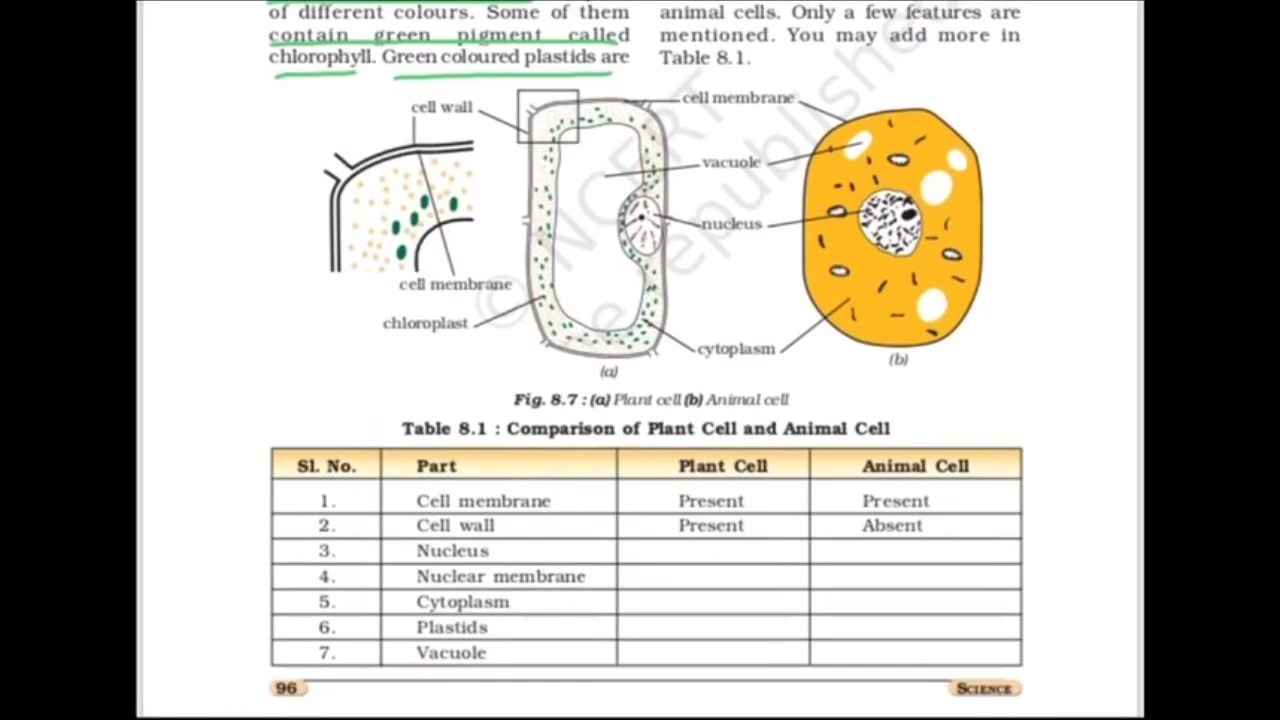 of different colours. Some of them
contain green pigment called
chlorophyll. Green coloured plastids are
animal cells. Only a few features are
mentioned. You may add more in
Table 8.1.
cell wall
cell membrane
vacuole
nucleus
cell membrane
chloroplast
cytoplasm
(a)
(b)
Fig. 8.7 : (a) Plant cell (b) Animal cell
Table 8.1 : Comparison of Plant Cell and Animal Cell
Sl. No. Part Plant Cell Animal Cell
1. Cell membrane Present Present
2. Cell wall Present Absent
3. Nucleus
4. Nuclear membrane
5. Cytoplasm
6. Plastids
7. Vacuole
96
SCIENCE
© NCERT